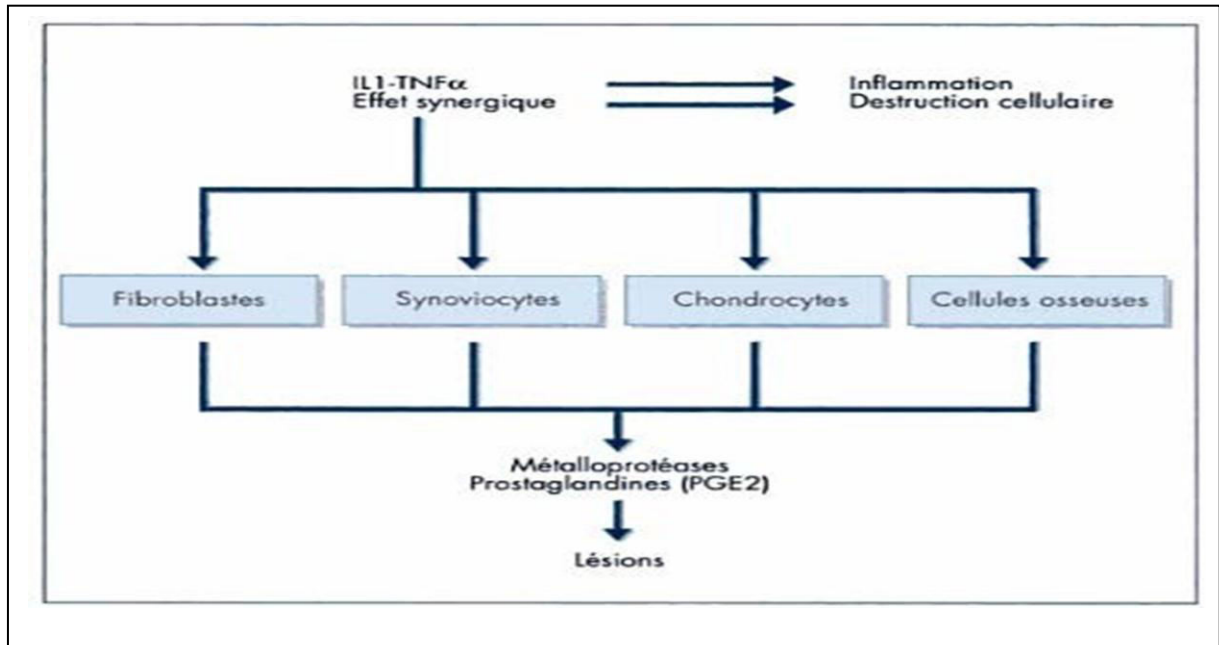 IL1-TNFα
Effet synergique
Inflammation
Destruction cellulaire
Fibroblastes
Synoviocytes
Chondrocytes
Cellules osseuses
Métalloprotéases
Prostaglandines (PGE2)
Lésions